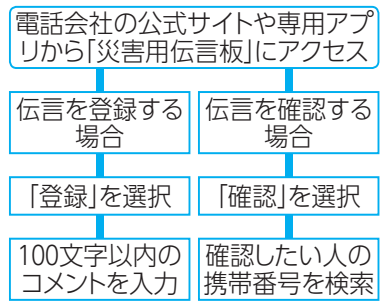 電話会社の公式サイトや専用アプ
リから「災害用伝言板」にアクセス
伝言を登録する
場合
「登録」を選択
100文字以内の
コメントを入力
伝言を確認する
場合
「確認」を選択
確認したい人の
携帯番号を検索